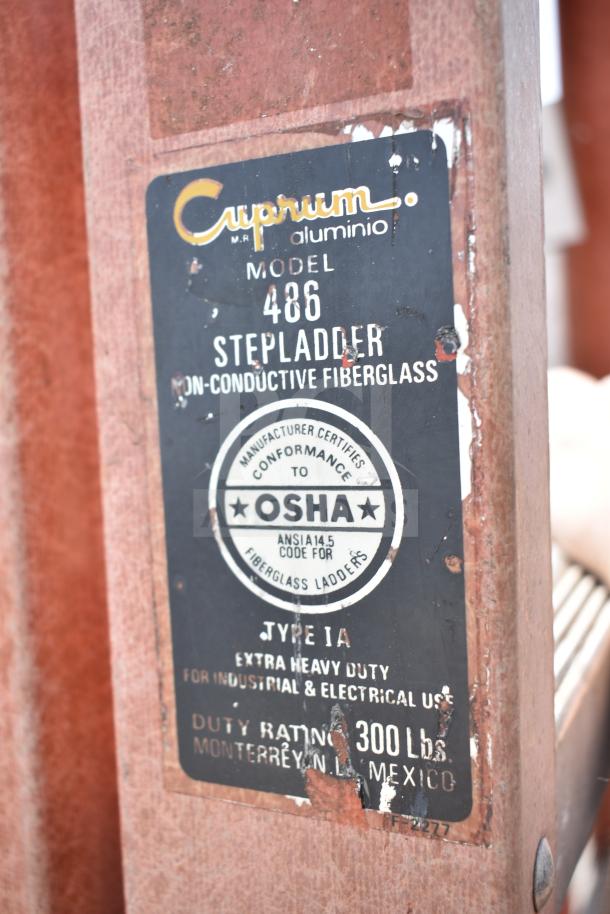 Cuprum
M.R. aluminio
MODEL
486
STEPLADDER
NON-CONDUCTIVE FIBERGLASS
MANUFACTURER CERTIFIES
CONFORMANCE
TO
★ OSHA ★
ANSI A14.5
CODE FOR
FIBERGLASS LADDERS
TYPE IA
EXTRA HEAVY DUTY
FOR INDUSTRIAL & ELECTRICAL USE
DUTY RATING 300 Lbs.
MONTERREY, N.L. MEXICO